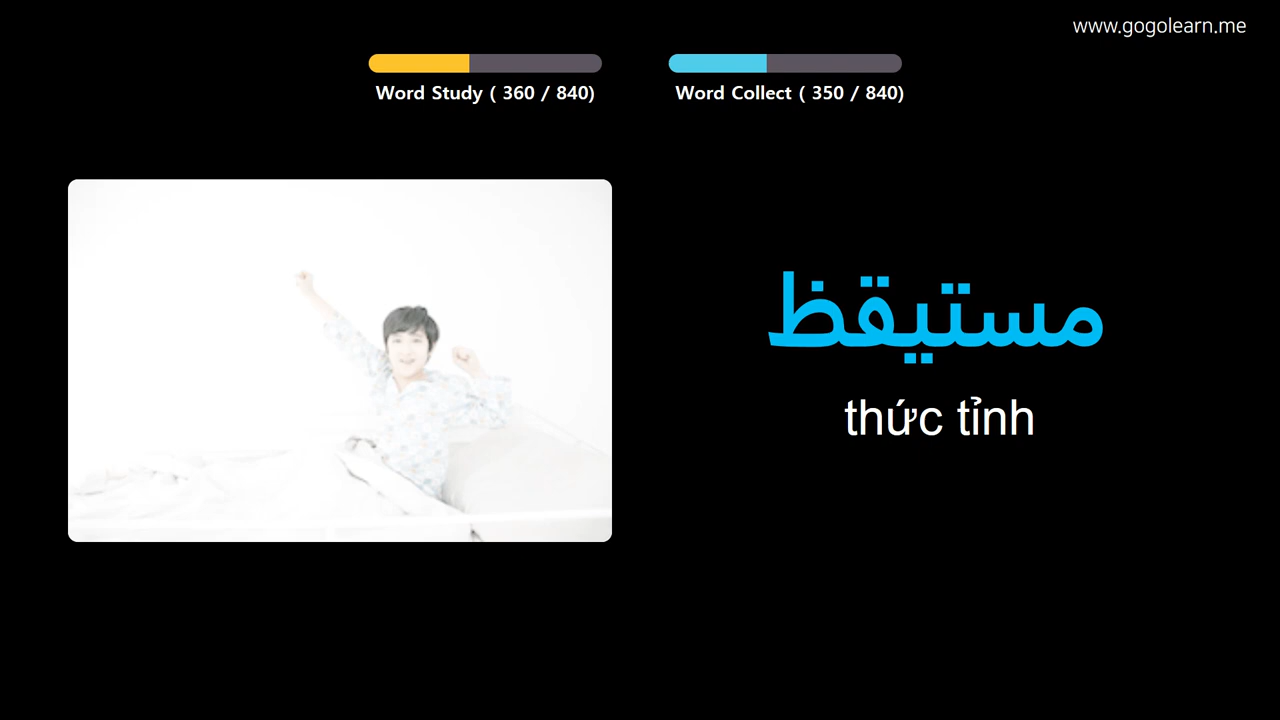 www.gogolearn.me
Word Study ( 360 / 840)
Word Collect ( 350 / 840)
مستيقظ
thức tỉnh